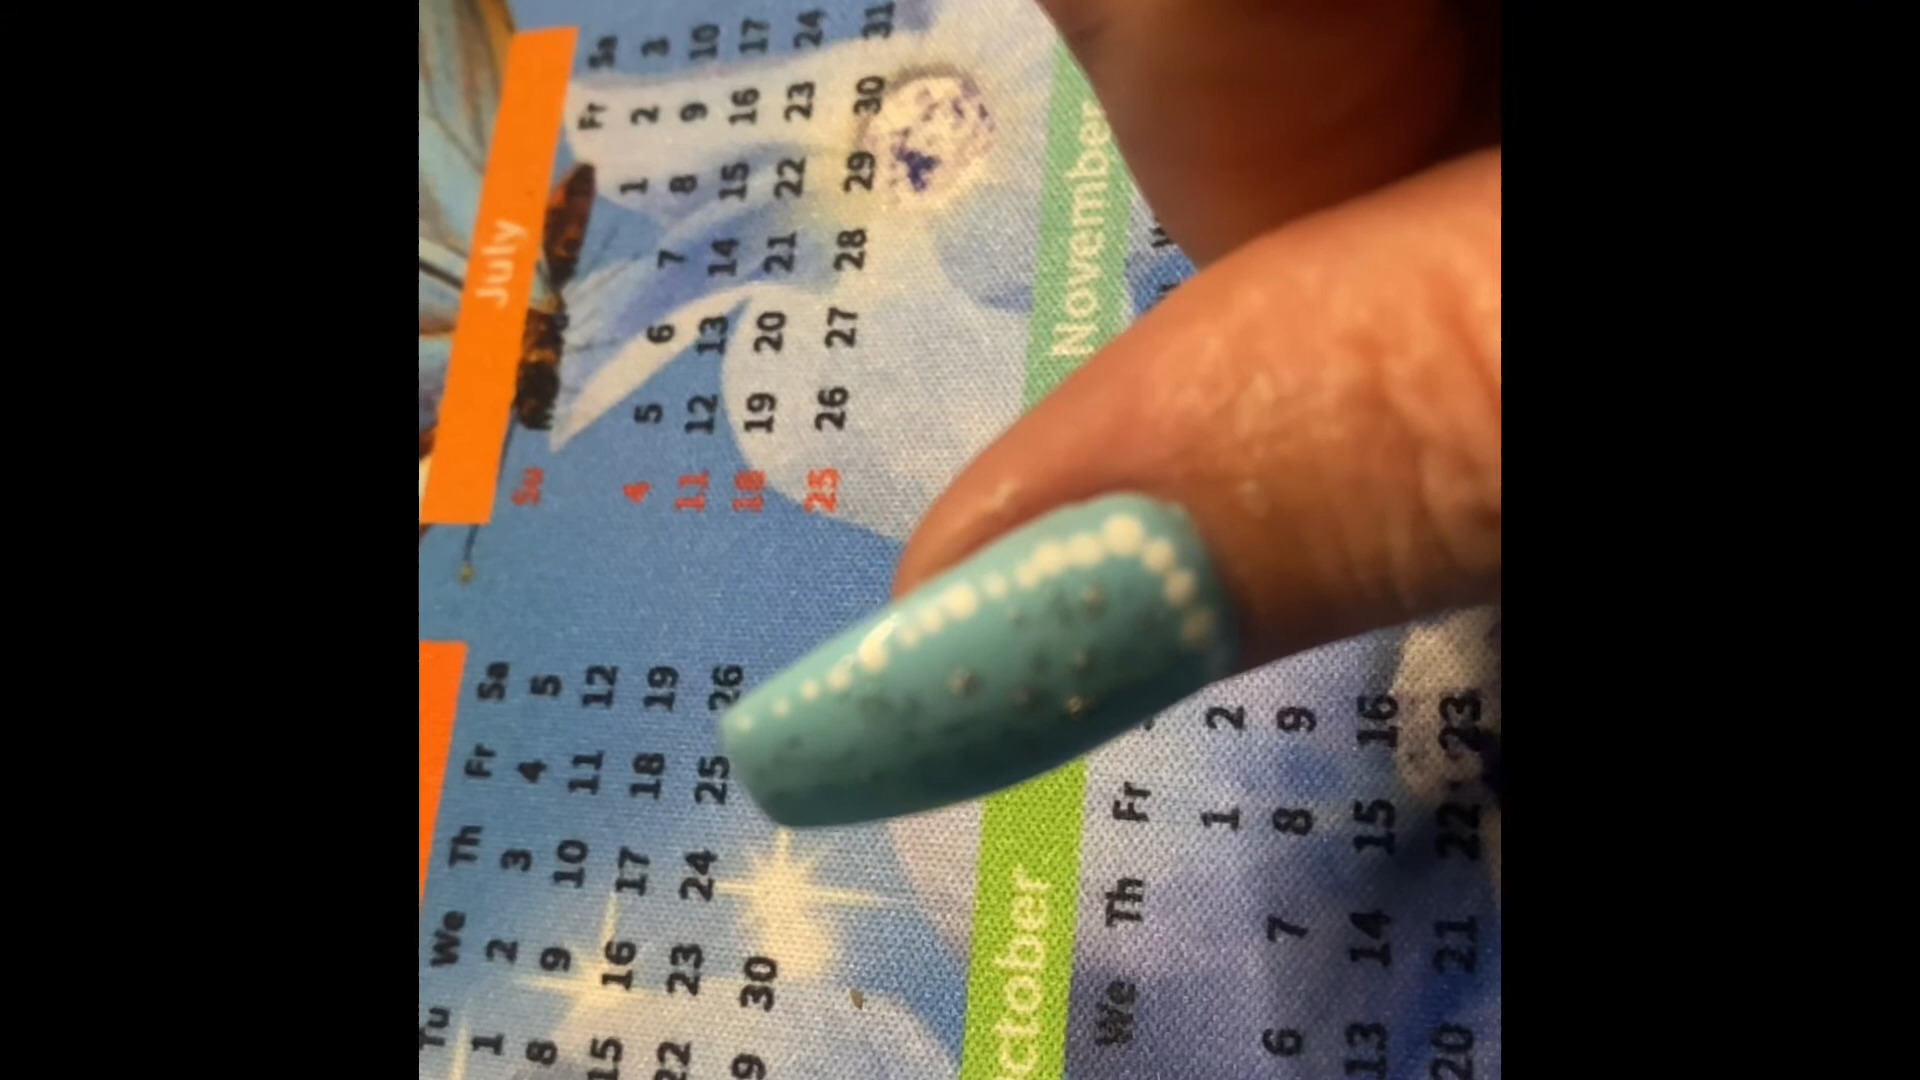 July
Su Fr Sa
1 2 3
4 5 6 7 8 9 10
11 12 13 14 15 16 17
18 19 20 21 22 23 24
25 26 27 28 29 30 31
Tu We Th Fr Sa
1 2 3 4 5
8 9 10 11 12
15 16 17 18 19
22 23 24 25 26
9 30
November
ctober
We Th Fr
1 2
6 7 8 9
13 14 15 16
20 21 22 23